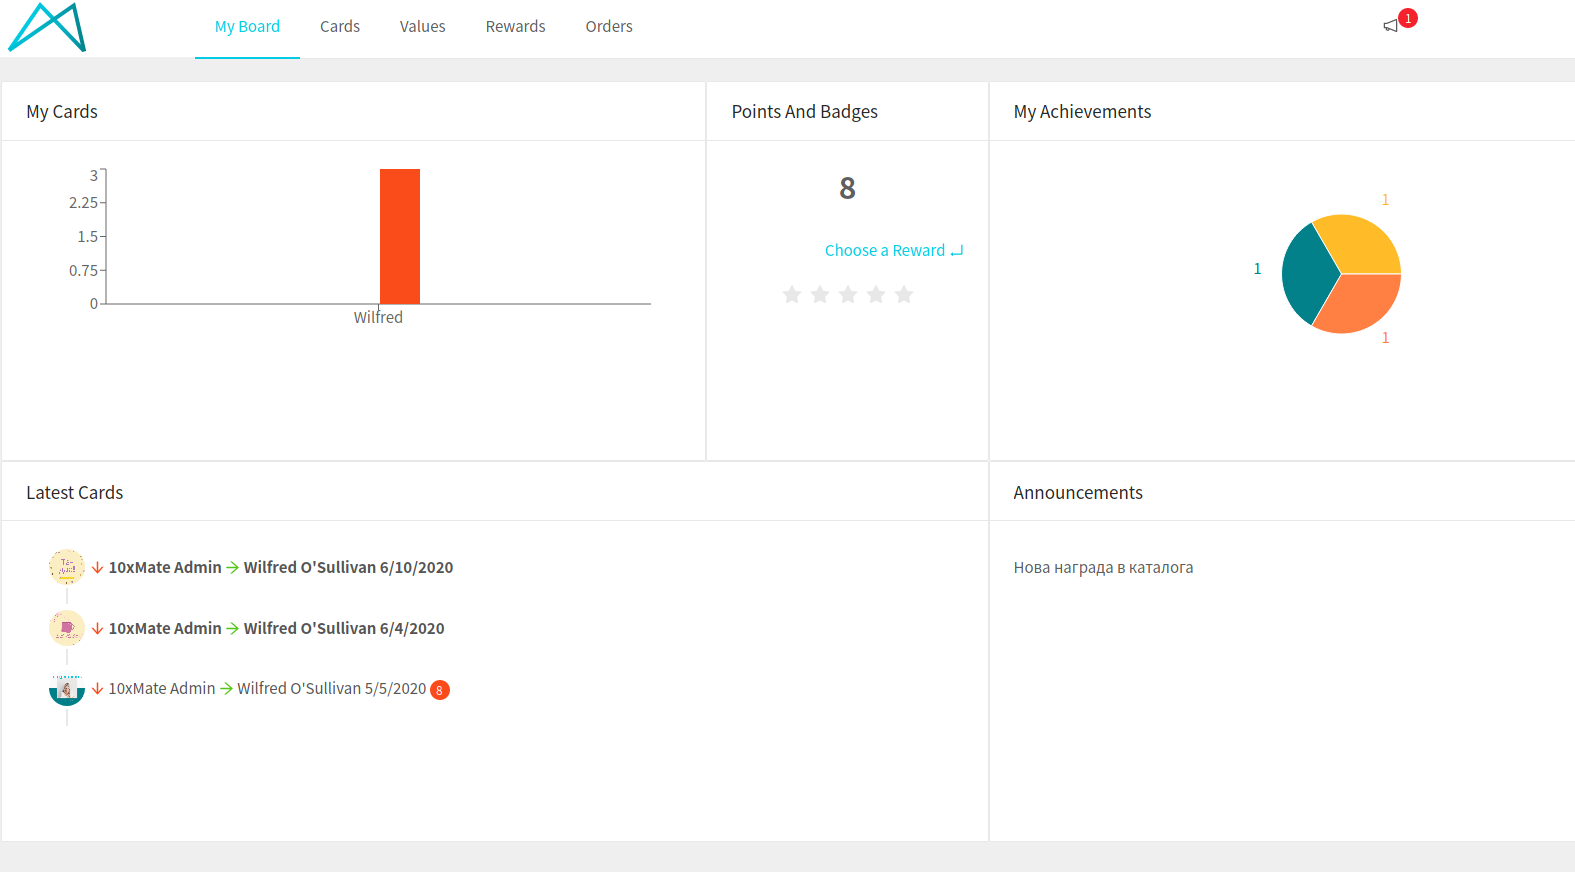 My Board
Cards
Values
Rewards
Orders
1
My Cards
3
2.25
1.5
0.75
0
Wilfred
Points And Badges
8
Choose a Reward
My Achievements
1
1
1
Latest Cards
10xMate Admin → Wilfred O'Sullivan 6/10/2020
10xMate Admin → Wilfred O'Sullivan 6/4/2020
10xMate Admin → Wilfred O'Sullivan 5/5/2020 8
Announcements
Нова награда в каталога